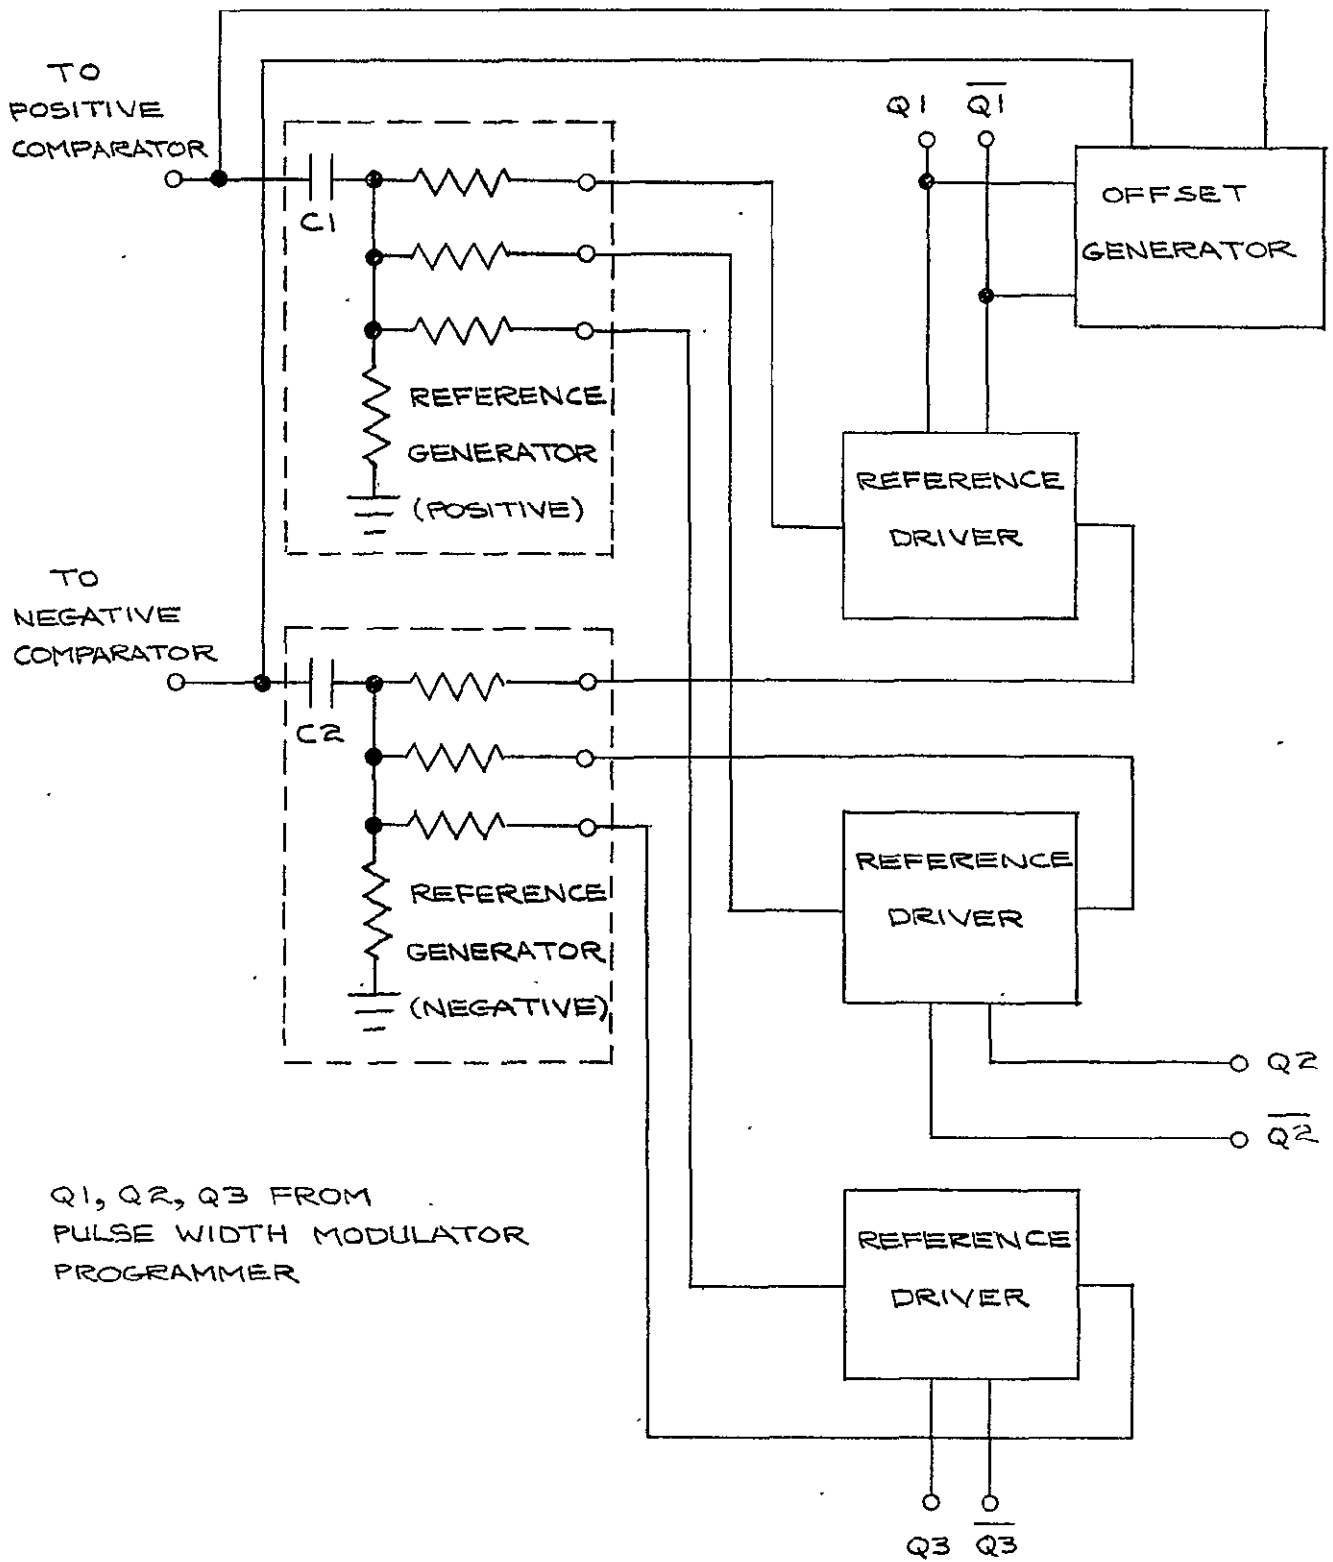 TO
POSITIVE
COMPARATOR
C1
REFERENCE
GENERATOR
(POSITIVE)
Q1
Q̅1̅
OFFSET
GENERATOR
REFERENCE
DRIVER
TO
NEGATIVE
COMPARATOR
C2
REFERENCE
GENERATOR
(NEGATIVE)
REFERENCE
DRIVER
Q2
Q̅2̅
Q1, Q2, Q3 FROM
PULSE WIDTH MODULATOR
PROGRAMMER
REFERENCE
DRIVER
Q3
Q̅3̅